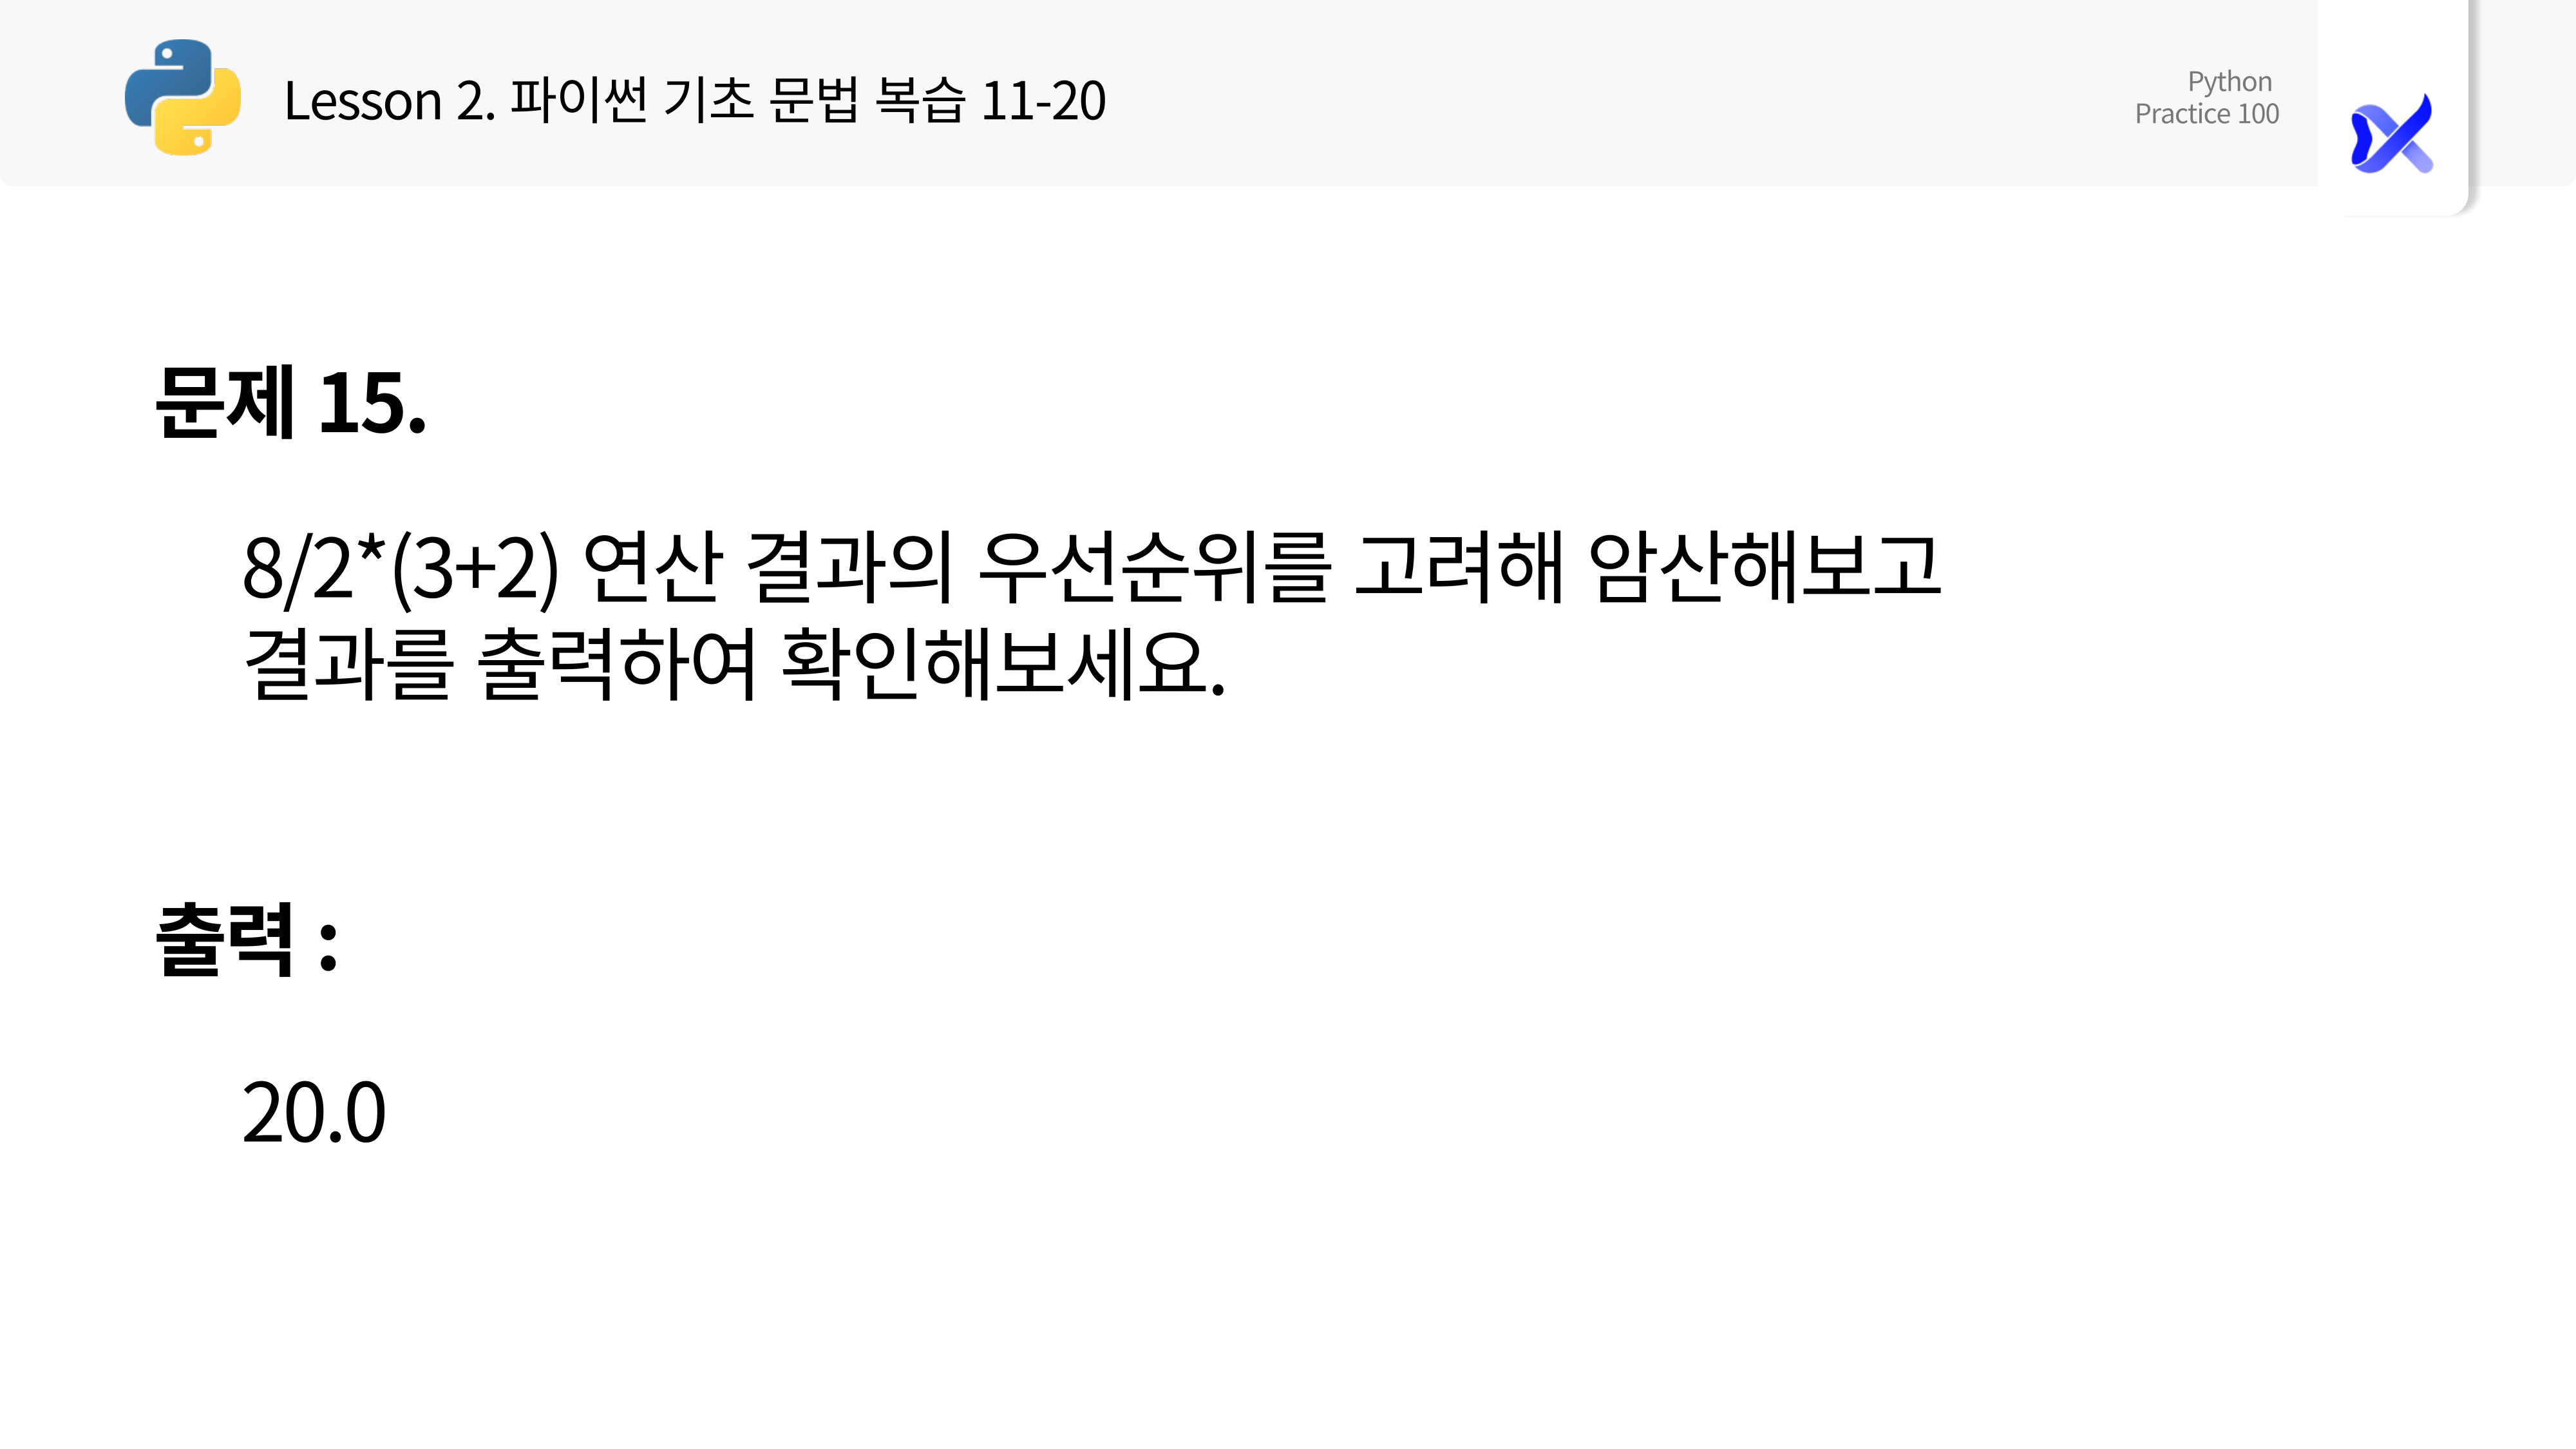 Lesson 2. 파이썬 기초 문법 복습 11-20
Python
Practice 100
문제 15.
8/2*(3+2) 연산 결과의 우선순위를 고려해 암산해보고
결과를 출력하여 확인해보세요.
출력 :
20.0